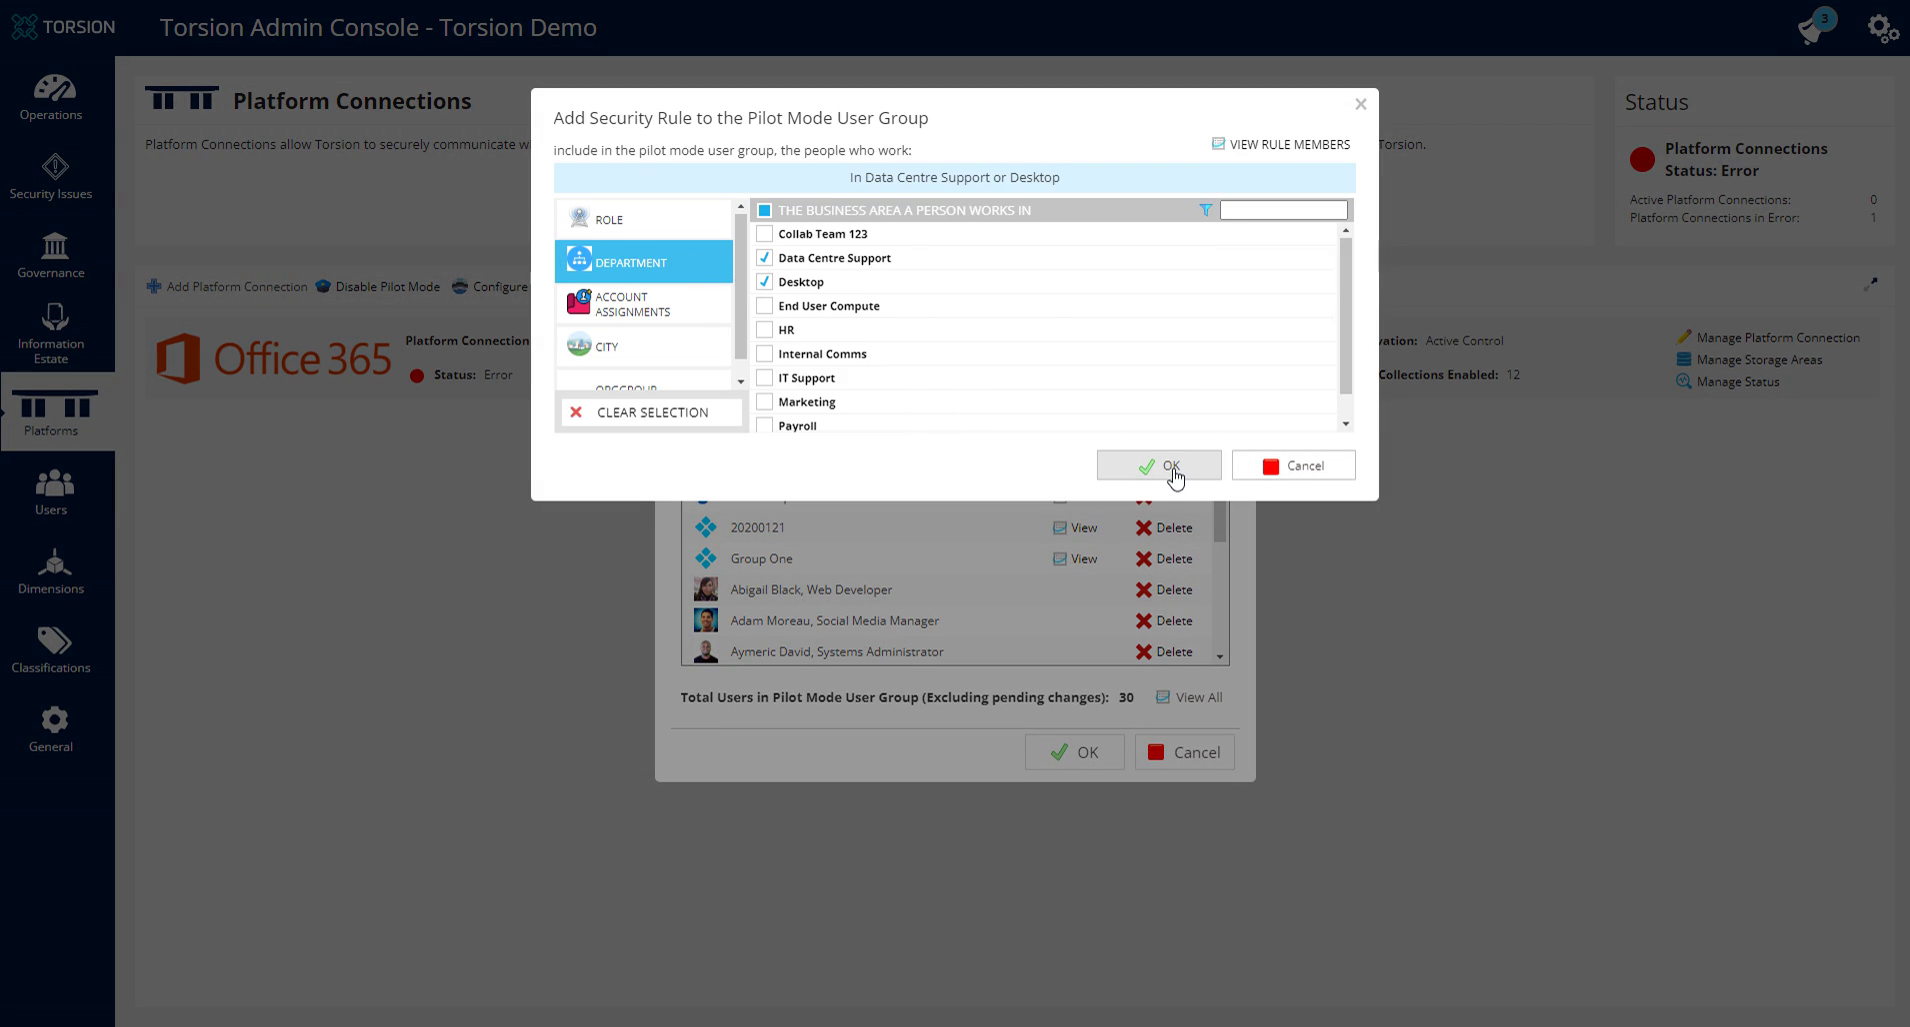 TORSION
Torsion Admin Console - Torsion Demo
3
Operations
Security Issues
Governance
Information
Estate
Platforms
Users
Dimensions
Classifications
General
Platform Connections
Platform Connections allow Torsion to securely communicate w
Torsion.
Status
Platform Connections
Status: Error
Active Platform Connections: 0
Platform Connections in Error: 1
Add Platform Connection
Disable Pilot Mode
Configure
Office 365
Platform Connection
Status: Error
vation: Active Control
Collections Enabled: 12
Manage Platform Connection
Manage Storage Areas
Manage Status
Add Security Rule to the Pilot Mode User Group
include in the pilot mode user group, the people who work:
VIEW RULE MEMBERS
In Data Centre Support or Desktop
ROLE
DEPARTMENT
ACCOUNT
ASSIGNMENTS
CITY
ORGGROUP
CLEAR SELECTION
THE BUSINESS AREA A PERSON WORKS IN
Collab Team 123
Data Centre Support
Desktop
End User Compute
HR
Internal Comms
IT Support
Marketing
Payroll
OK
Cancel
20200121 View Delete
Group One View Delete
Abigail Black, Web Developer Delete
Adam Moreau, Social Media Manager Delete
Aymeric David, Systems Administrator Delete
Total Users in Pilot Mode User Group (Excluding pending changes): 30 View All
OK
Cancel